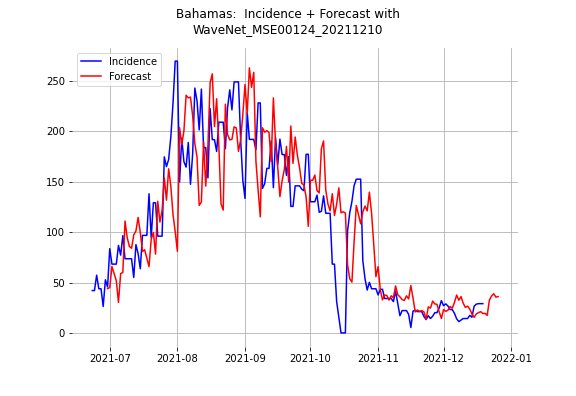 Bahamas:  Incidence + Forecast with
WaveNet_MSE00124_20211210
Incidence
Forecast
250
200
150
100
50
0
2021-07 2021-08 2021-09 2021-10 2021-11 2021-12 2022-01